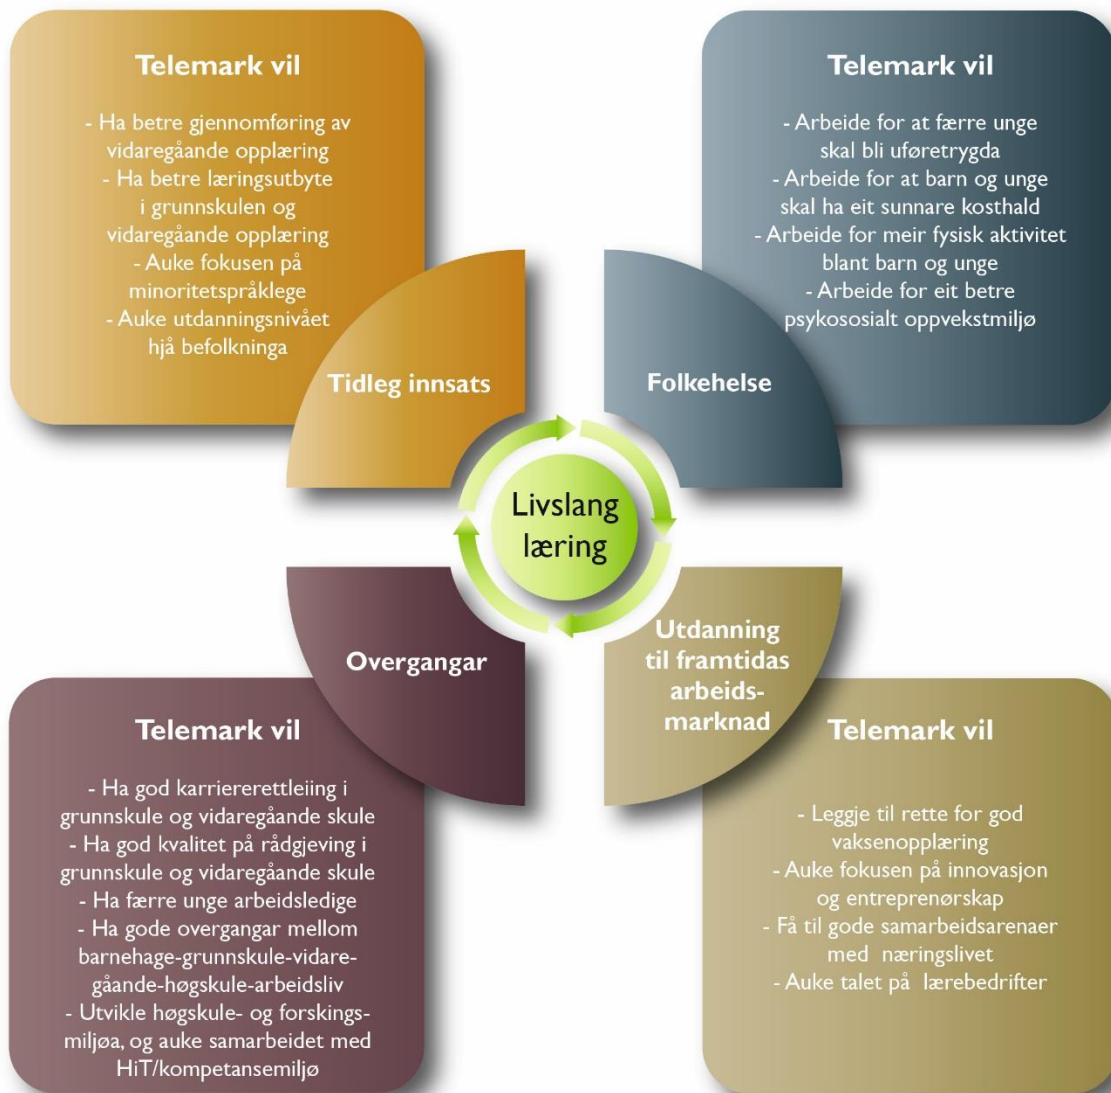 Telemark vil
- Ha betre gjennomføring av
vidaregåande opplæring
- Ha betre læringsutbyte
i grunnskulen og
vidaregåande opplæring
- Auke fokusen på
minoritetspråklege
- Auke utdanningsnivået
hjå befolkninga
Tidleg innsats
Telemark vil
- Arbeide for at færre unge
skal bli uføretrygda
- Arbeide for at barn og unge
skal ha eit sunnare kosthald
- Arbeide for meir fysisk aktivitet
blant barn og unge
- Arbeide for eit betre
psykososialt oppvekstmiljø
Folkehelse
Livslang
læring
Overgangar
Telemark vil
- Ha god karriererettleiing i
grunnskule og vidaregåande skule
- Ha god kvalitet på rådgjeving i
grunnskule og vidaregåande skule
- Ha færre unge arbeidsledige
- Ha gode overgangar mellom
barnehage-grunnskule-vidare-
gåande-høgskule-arbeidsliv
- Utvikle høgskule- og forskings-
miljøa, og auke samarbeidet med
HiT/kompetansemiljø
Utdanning
til framtidas
arbeids-
marknad
Telemark vil
- Leggje til rette for god
vaksenopplæring
- Auke fokusen på innovasjon
og entreprenørskap
- Få til gode samarbeidsarenaer
med næringslivet
- Auke talet på lærebedrifter